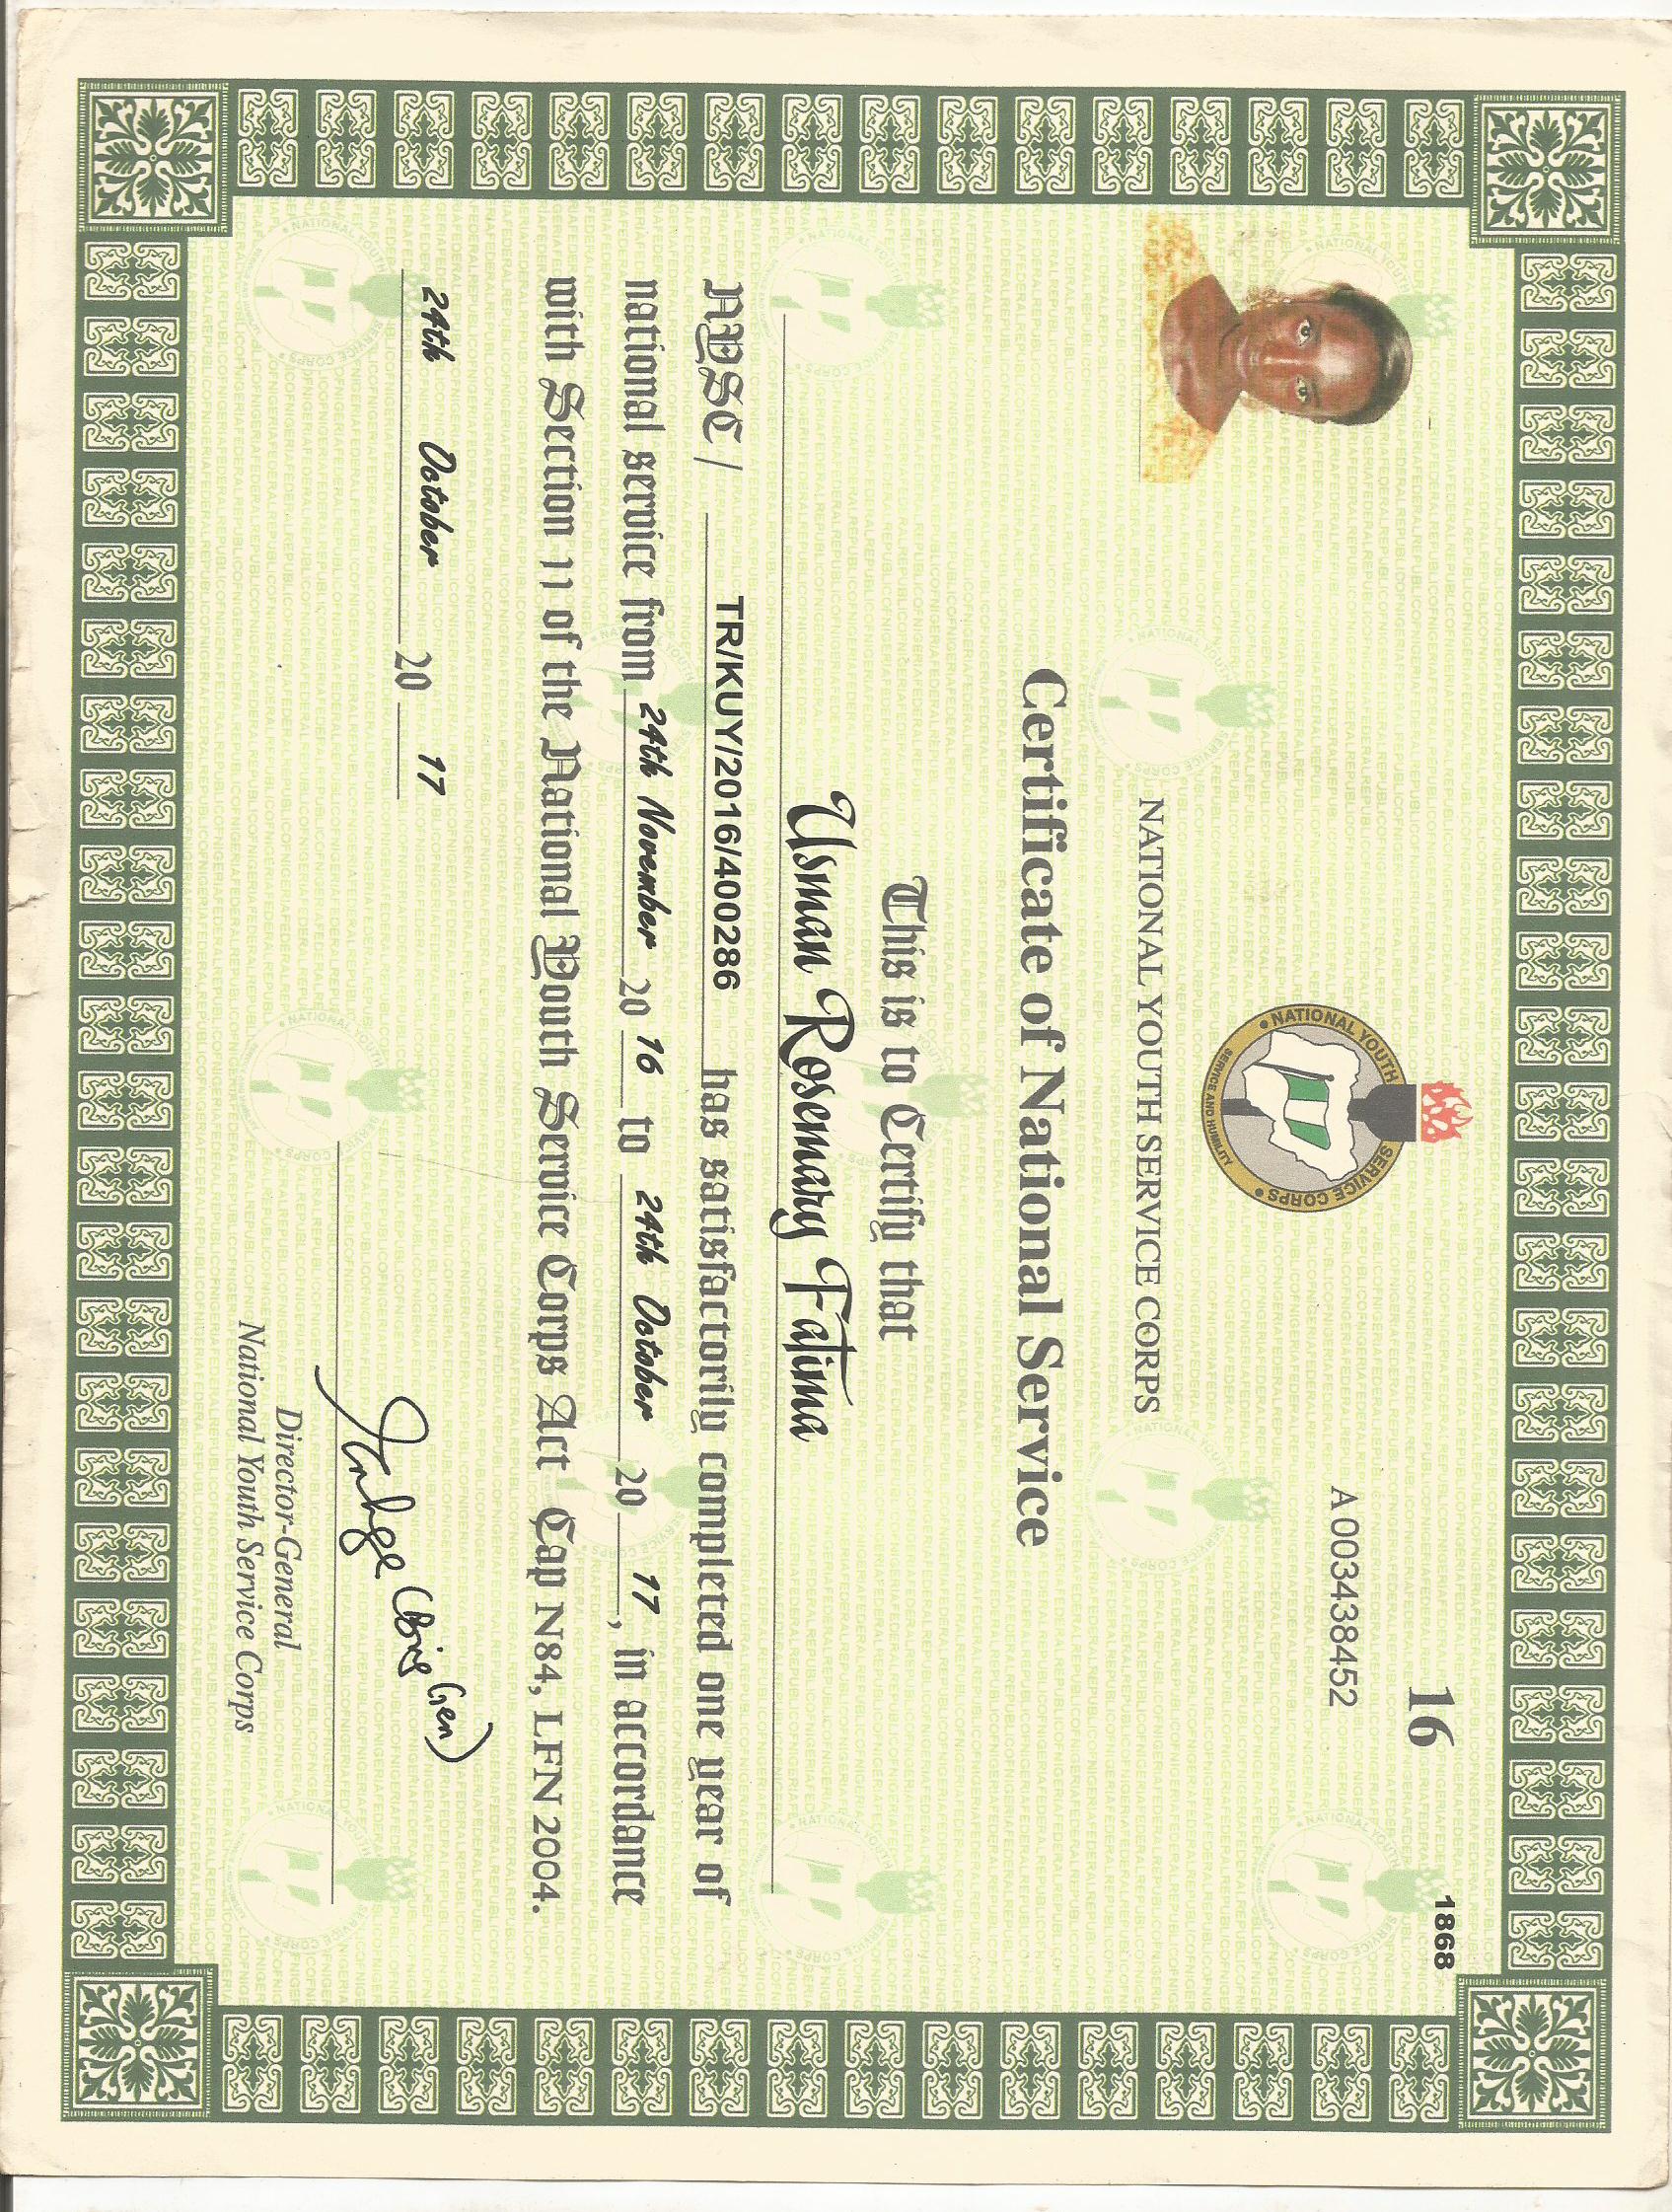 16
1868
A 003438452
NATIONAL YOUTH SERVICE CORPS
SERVICE AND HUMILITY
NATIONAL YOUTH SERVICE CORPS
Certificate of National Service
This is to Certify that
Usman Rosemary Fatima
NYSC / TR/KUY/2016/400286 has satisfactorily completed one year of
national service from 24th November 20 16 to 24th October 20 17, in accordance
with Section 11 of the National Youth Service Corps Act Cap N84, LFN 2004.
24th October 20 17
(Brig Gen)
Director-General
National Youth Service Corps